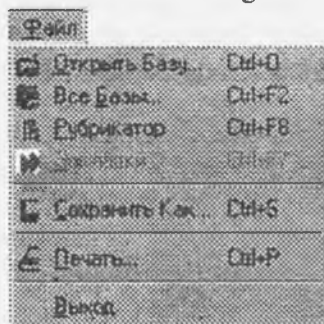 Файл
Открыть Базу... Ctrl+O
Все Базы... Ctrl+F2
Рубрикатор Ctrl+F8
Сохранить Как... Ctrl+S
Печать... Ctrl+P
Выход